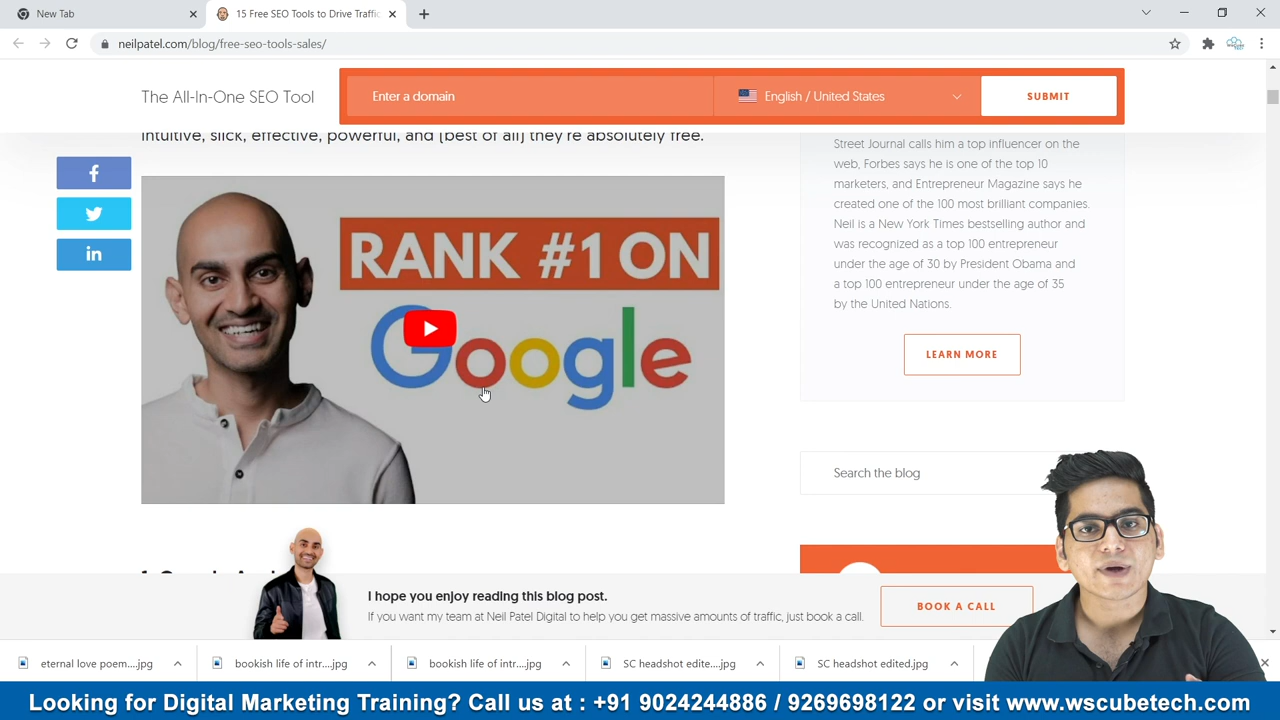 New Tab
15 Free SEO Tools to Drive Traffic
neilpatel.com/blog/free-seo-tools-sales/
The All-In-One SEO Tool
Enter a domain
English / United States
SUBMIT
intuitive, slick, effective, powerful, and (best of all) they're absolutely free.
RANK #1 ON
Google
Street Journal calls him a top influencer on the
web, Forbes says he is one of the top 10
marketers, and Entrepreneur Magazine says he
created one of the 100 most brilliant companies.
Neil is a New York Times bestselling author and
was recognized as a top 100 entrepreneur
under the age of 30 by President Obama and
a top 100 entrepreneur under the age of 35
by the United Nations.
LEARN MORE
Search the blog
I hope you enjoy reading this blog post.
If you want my team at Neil Patel Digital to help you get massive amounts of traffic, just book a call.
BOOK A CALL
eternal love poem....jpg
bookish life of intr....jpg
bookish life of intr....jpg
SC headshot edite....jpg
SC headshot edited.jpg
Looking for Digital Marketing Training? Call us at : +91 9024244886 / 9269698122 or visit www.wscubetech.com